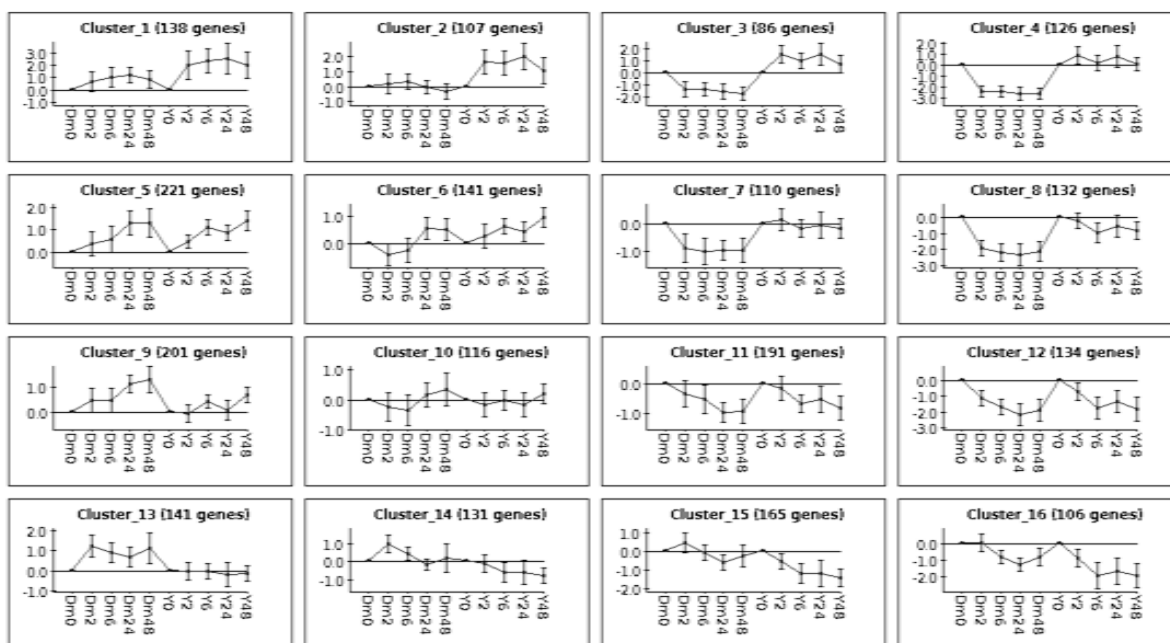 Cluster_1 (138 genes)
3.0
2.0
1.0
0.0
-1.0
Dm0
Dm2
Dm6
Dm24
Dm48
Y0
Y2
Y6
Y24
Y48
Cluster_2 (107 genes)
2.0
1.0
0.0
-1.0
Dm0
Dm2
Dm6
Dm24
Dm48
Y0
Y2
Y6
Y24
Y48
Cluster_3 (86 genes)
2.0
1.0
0.0
-1.0
-2.0
Dm0
Dm2
Dm6
Dm24
Dm48
Y0
Y2
Y6
Y24
Y48
Cluster_4 (126 genes)
2.0
1.0
0.0
-1.0
-2.0
-3.0
Dm0
Dm2
Dm6
Dm24
Dm48
Y0
Y2
Y6
Y24
Y48
Cluster_5 (221 genes)
2.0
1.0
0.0
Dm0
Dm2
Dm6
Dm24
Dm48
Y0
Y2
Y6
Y24
Y48
Cluster_6 (141 genes)
1.0
0.0
Dm0
Dm2
Dm6
Dm24
Dm48
Y0
Y2
Y6
Y24
Y48
Cluster_7 (110 genes)
0.0
-1.0
Dm0
Dm2
Dm6
Dm24
Dm48
Y0
Y2
Y6
Y24
Y48
Cluster_8 (132 genes)
0.0
-1.0
-2.0
-3.0
Dm0
Dm2
Dm6
Dm24
Dm48
Y0
Y2
Y6
Y24
Y48
Cluster_9 (201 genes)
1.0
0.0
Dm0
Dm2
Dm6
Dm24
Dm48
Y0
Y2
Y6
Y24
Y48
Cluster_10 (116 genes)
1.0
0.0
-1.0
Dm0
Dm2
Dm6
Dm24
Dm48
Y0
Y2
Y6
Y24
Y48
Cluster_11 (191 genes)
0.0
-1.0
Dm0
Dm2
Dm6
Dm24
Dm48
Y0
Y2
Y6
Y24
Y48
Cluster_12 (134 genes)
0.0
-1.0
-2.0
-3.0
Dm0
Dm2
Dm6
Dm24
Dm48
Y0
Y2
Y6
Y24
Y48
Cluster_13 (141 genes)
2.0
1.0
0.0
-1.0
Dm0
Dm2
Dm6
Dm24
Dm48
Y0
Y2
Y6
Y24
Y48
Cluster_14 (131 genes)
1.0
0.0
-1.0
Dm0
Dm2
Dm6
Dm24
Dm48
Y0
Y2
Y6
Y24
Y48
Cluster_15 (165 genes)
1.0
0.0
-1.0
-2.0
Dm0
Dm2
Dm6
Dm24
Dm48
Y0
Y2
Y6
Y24
Y48
Cluster_16 (106 genes)
0.0
-1.0
-2.0
Dm0
Dm2
Dm6
Dm24
Dm48
Y0
Y2
Y6
Y24
Y48